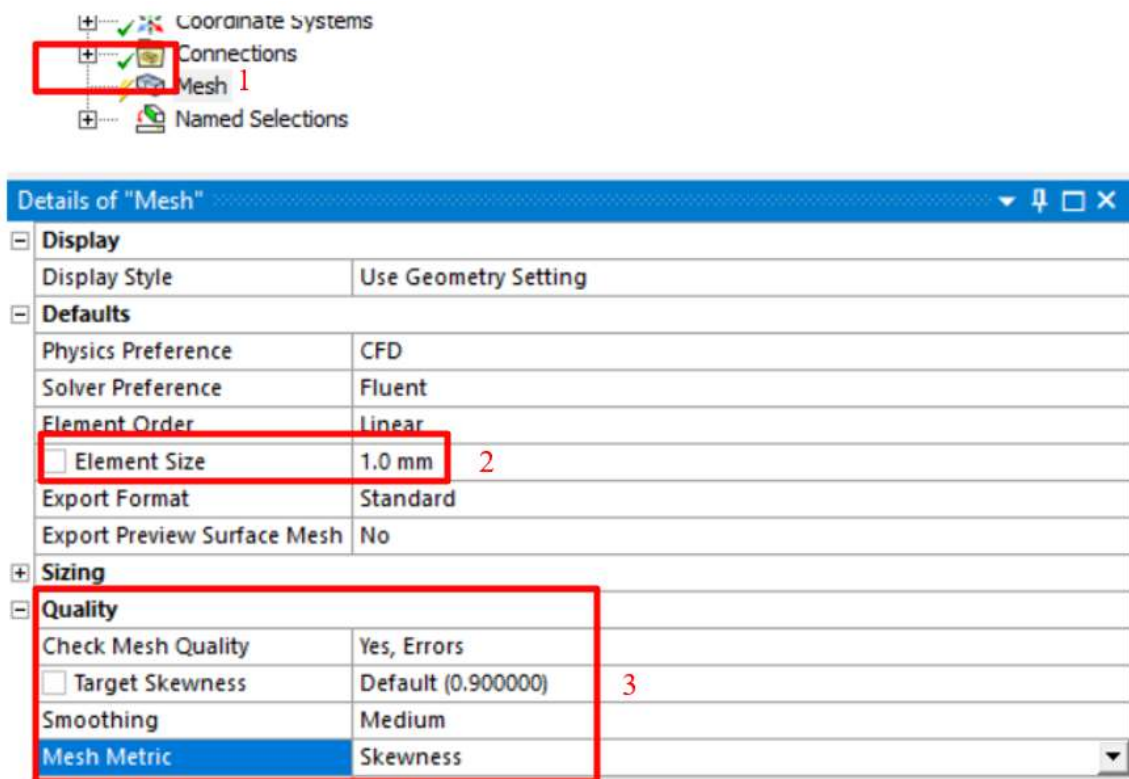 Coordinate Systems
Connections
Mesh 1
Named Selections
Details of "Mesh"
Display
Display Style Use Geometry Setting
Defaults
Physics Preference CFD
Solver Preference Fluent
Element Order Linear
Element Size 1.0 mm 2
Export Format Standard
Export Preview Surface Mesh No
Sizing
Quality
Check Mesh Quality Yes, Errors
Target Skewness Default (0.900000) 3
Smoothing Medium
Mesh Metric Skewness